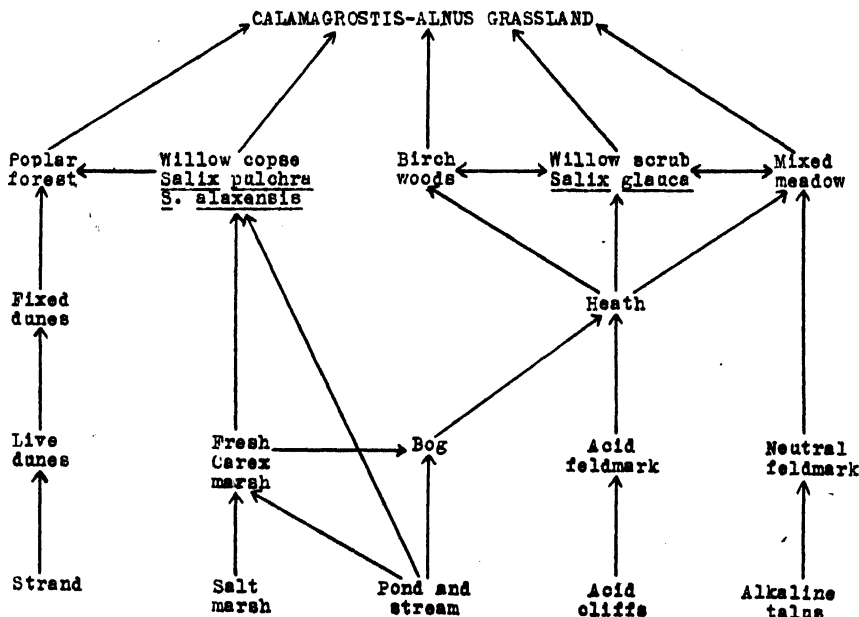 CALAMAGROSTIS-ALNUS GRASSLAND
Poplar
forest
Willow copse
Salix pulchra
S. alaxensis
Birch
woods
Willow scrub
Salix glauca
Mixed
meadow
Fixed
dunes
Heath
Live
dunes
Fresh
Carex
marsh
Bog
Acid
feldmark
Neutral
feldmark
Strand
Salt
marsh
Pond and
stream
Acid
cliffs
Alkaline
talus